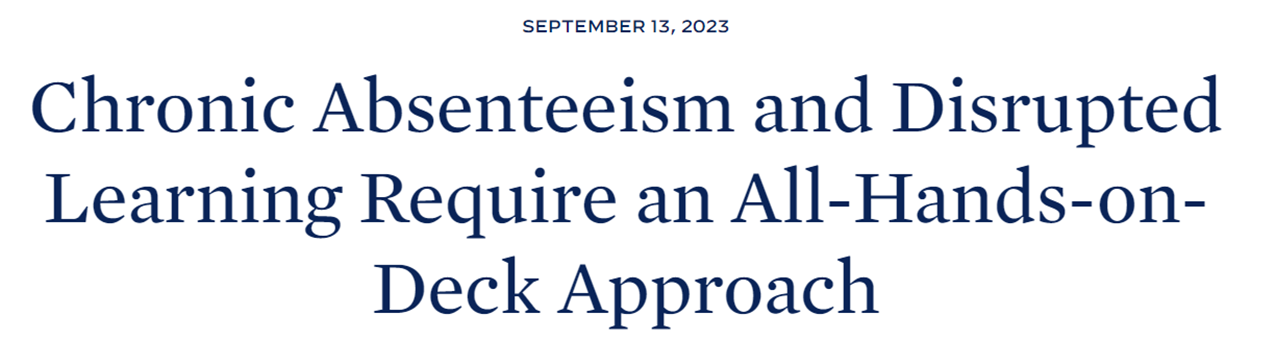 SEPTEMBER 13, 2023
Chronic Absenteeism and Disrupted
Learning Require an All-Hands-on-
Deck Approach